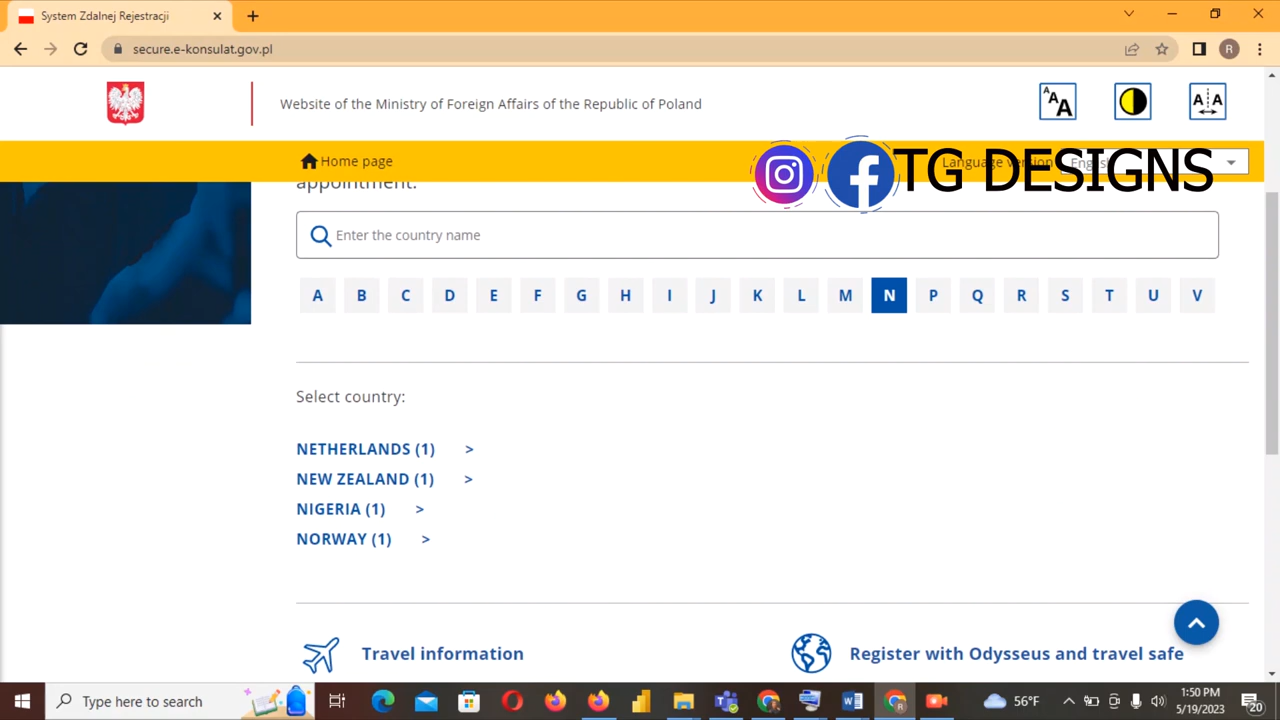 System Zdalnej Rejestracji
secure.e-konsulat.gov.pl
R
Website of the Ministry of Foreign Affairs of the Republic of Poland
A A A
A A
Home page
Language version
English
TG DESIGNS
appointment:
Enter the country name
A B C D E F G H I J K L M N P Q R S T U V
Select country:
NETHERLANDS (1) >
NEW ZEALAND (1) >
NIGERIA (1) >
NORWAY (1) >
Travel information
Register with Odysseus and travel safe
Type here to search
56°F
1:50 PM
5/19/2023
20